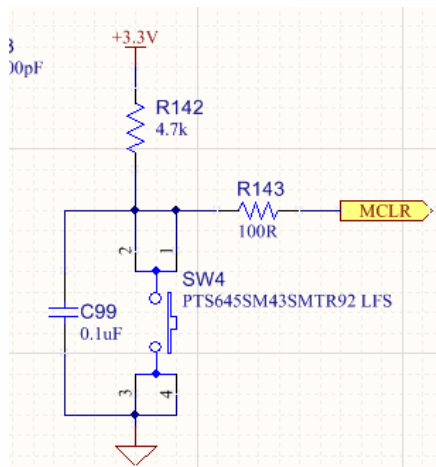 +3.3V
R142
4.7k
R143
100R
MCLR
2
1
SW4
PTS645SM43SMTR92 LFS
C99
0.1uF
3
4